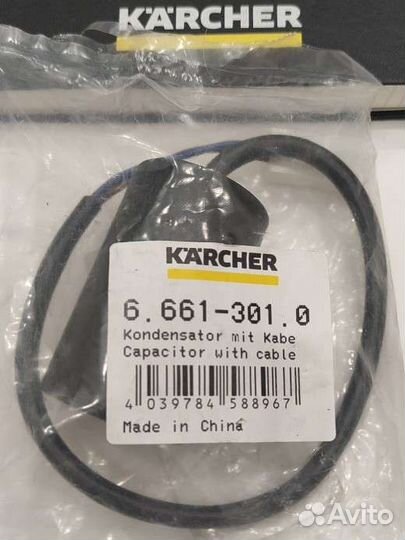 KÄRCHER
KÄRCHER
6.661-301.0
Kondensator mit Kabe
Capacitor with cable
4 039784 588967
Made in China
Avito